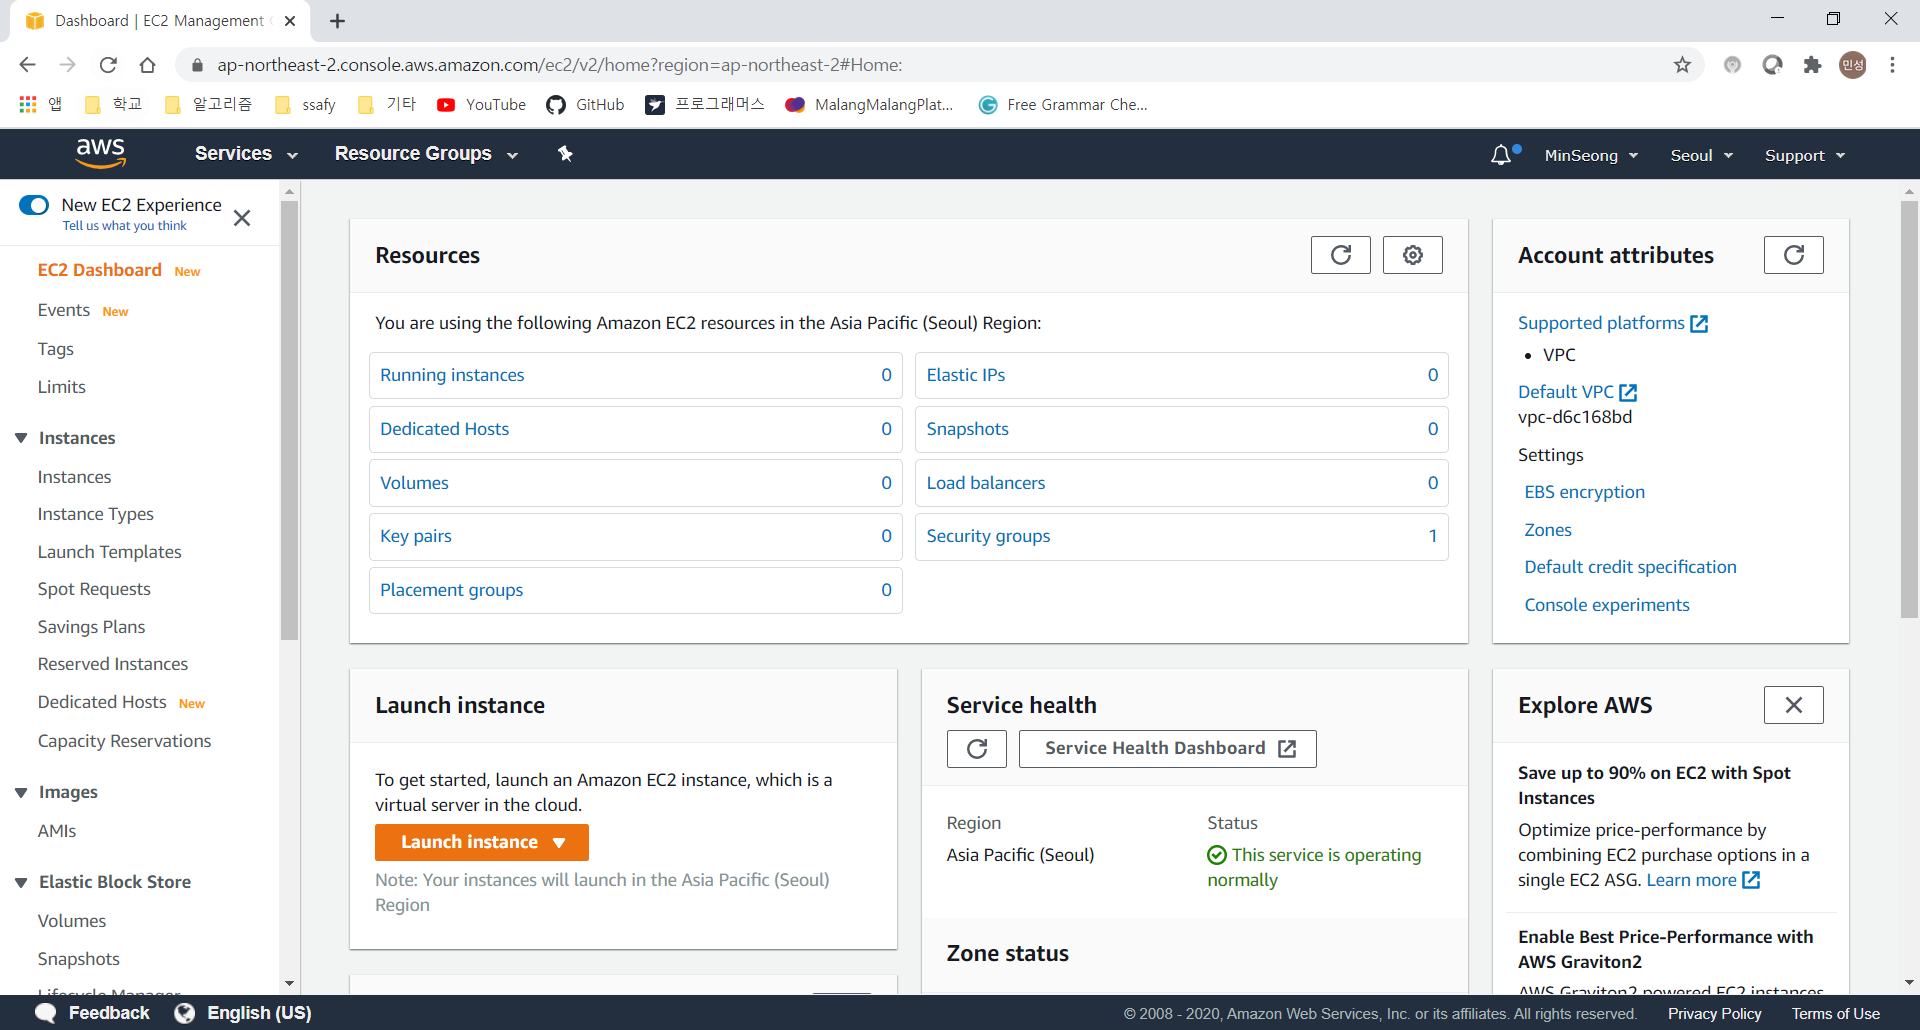 Dashboard | EC2 Management
ap-northeast-2.console.aws.amazon.com/ec2/v2/home?region=ap-northeast-2#Home:
민성
앱 학교 알고리즘 ssafy 기타 YouTube GitHub 프로그래머스 MalangMalangPlat... Free Grammar Che...
aws Services Resource Groups MinSeong Seoul Support
New EC2 Experience
Tell us what you think
EC2 Dashboard New
Events New
Tags
Limits
Instances
Instances
Instance Types
Launch Templates
Spot Requests
Savings Plans
Reserved Instances
Dedicated Hosts New
Capacity Reservations
Images
AMIs
Elastic Block Store
Volumes
Snapshots
Lifecycle Manager
Resources
You are using the following Amazon EC2 resources in the Asia Pacific (Seoul) Region:
Running instances 0
Elastic IPs 0
Dedicated Hosts 0
Snapshots 0
Volumes 0
Load balancers 0
Key pairs 0
Security groups 1
Placement groups 0
Account attributes
Supported platforms
• VPC
Default VPC
vpc-d6c168bd
Settings
EBS encryption
Zones
Default credit specification
Console experiments
Launch instance
To get started, launch an Amazon EC2 instance, which is a
virtual server in the cloud.
Launch instance
Note: Your instances will launch in the Asia Pacific (Seoul)
Region
Service health
Service Health Dashboard
Region Status
Asia Pacific (Seoul) This service is operating
normally
Zone status
Explore AWS
Save up to 90% on EC2 with Spot
Instances
Optimize price-performance by
combining EC2 purchase options in a
single EC2 ASG. Learn more
Enable Best Price-Performance with
AWS Graviton2
AWS Graviton2 powered EC2 instances
Feedback English (US) © 2008 - 2020, Amazon Web Services, Inc. or its affiliates. All rights reserved. Privacy Policy Terms of Use